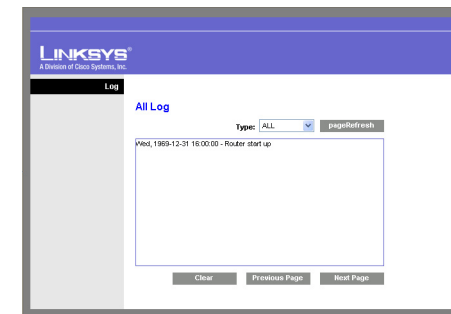 LINKSYS®
A Division of Cisco Systems, Inc.
Log
All Log
Type: ALL pageRefresh
Wed, 1969-12-31 16:00:00 - Router start up
Clear Previous Page Next Page